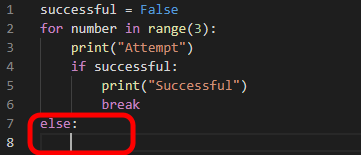 1 successful = False
2 for number in range(3):
3     print("Attempt")
4     if successful:
5         print("Successful")
6         break
7 else:
8